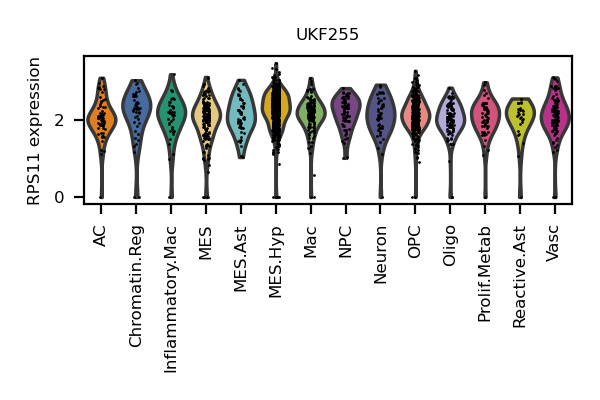 UKF255
RPS11 expression
2
0
AC
Chromatin.Reg
Inflammatory.Mac
MES
MES.Ast
MES.Hyp
Mac
NPC
Neuron
OPC
Oligo
Prolif.Metab
Reactive.Ast
Vasc